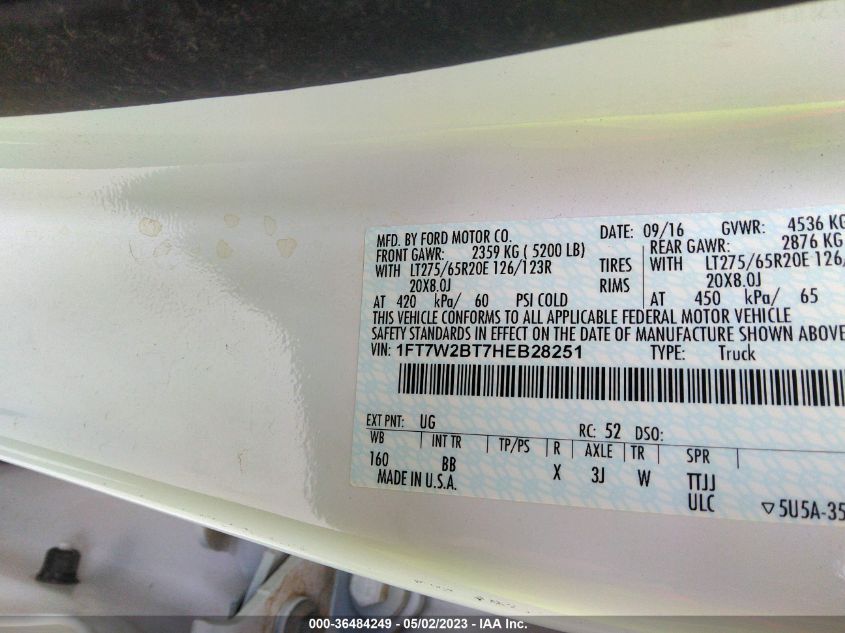 MFD. BY FORD MOTOR CO. DATE: 09/16 GVWR: 4536 KG
FRONT GAWR: 2359 KG ( 5200 LB) REAR GAWR: 2876 KG
WITH LT275/65R20E 126/123R TIRES WITH LT275/65R20E 126/
20X8.0J RIMS 20X8.0J
AT 420 kPa/ 60 PSI COLD AT 450 kPa/ 65
THIS VEHICLE CONFORMS TO ALL APPLICABLE FEDERAL MOTOR VEHICLE
SAFETY STANDARDS IN EFFECT ON THE DATE OF MANUFACTURE SHOWN ABOVE
VIN: 1FT7W2BT7HEB28251 TYPE: Truck
EXT PNT: UG RC: 52 DSO:
WB INT TR TP/PS R AXLE TR SPR
160 BB X 3J W TTJJ
MADE IN U.S.A. ULC ▽5U5A-35
000-36484249 - 05/02/2023 - IAA Inc.